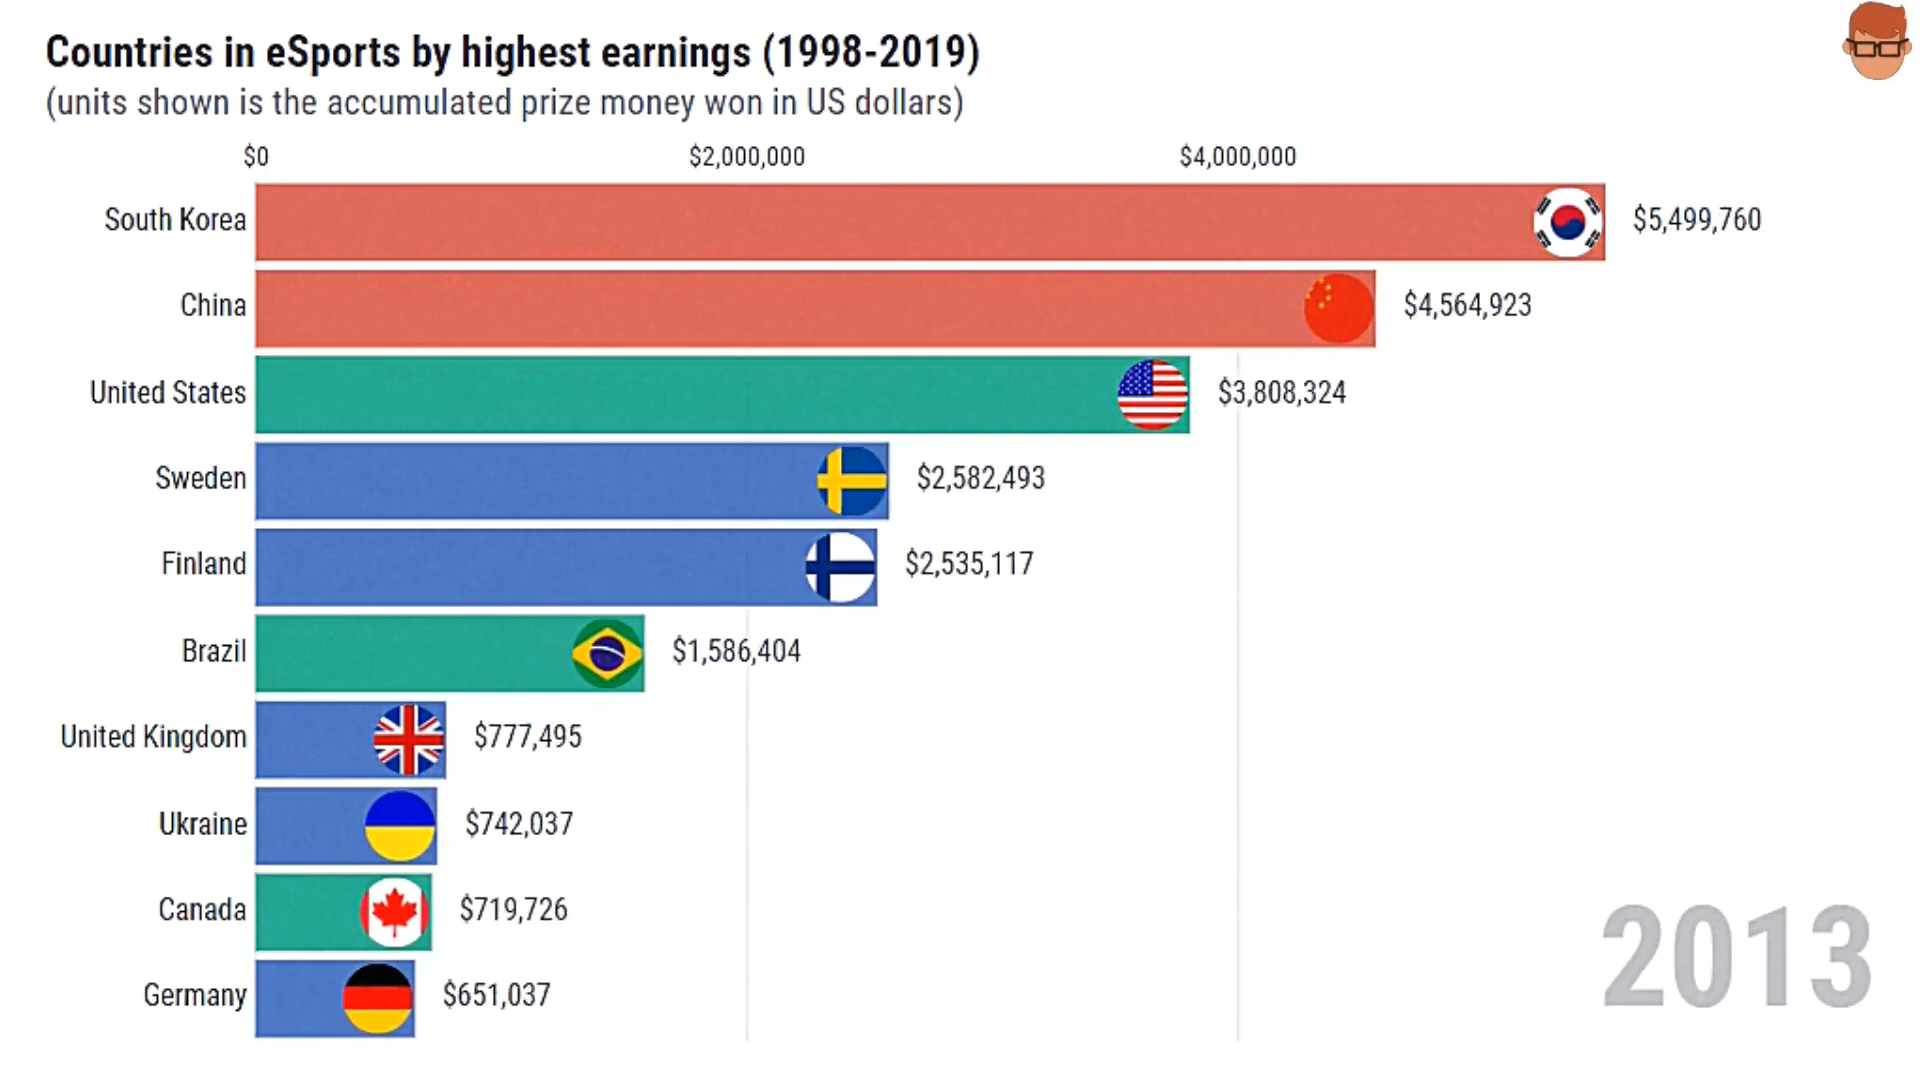 Countries in eSports by highest earnings (1998-2019)
(units shown is the accumulated prize money won in US dollars)
$0 $2,000,000 $4,000,000
South Korea $5,499,760
China $4,564,923
United States $3,808,324
Sweden $2,582,493
Finland $2,535,117
Brazil $1,586,404
United Kingdom $777,495
Ukraine $742,037
Canada $719,726
Germany $651,037
2013